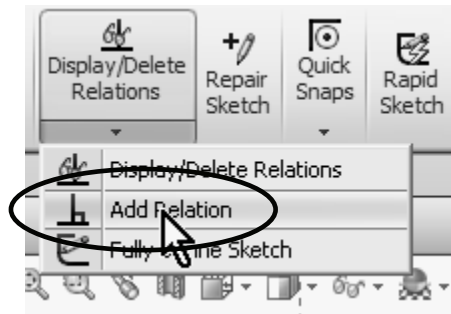 Display/Delete
Relations
Repair
Sketch
Quick
Snaps
Rapid
Sketch
Display/Delete Relations
Add Relation
Fully Define Sketch